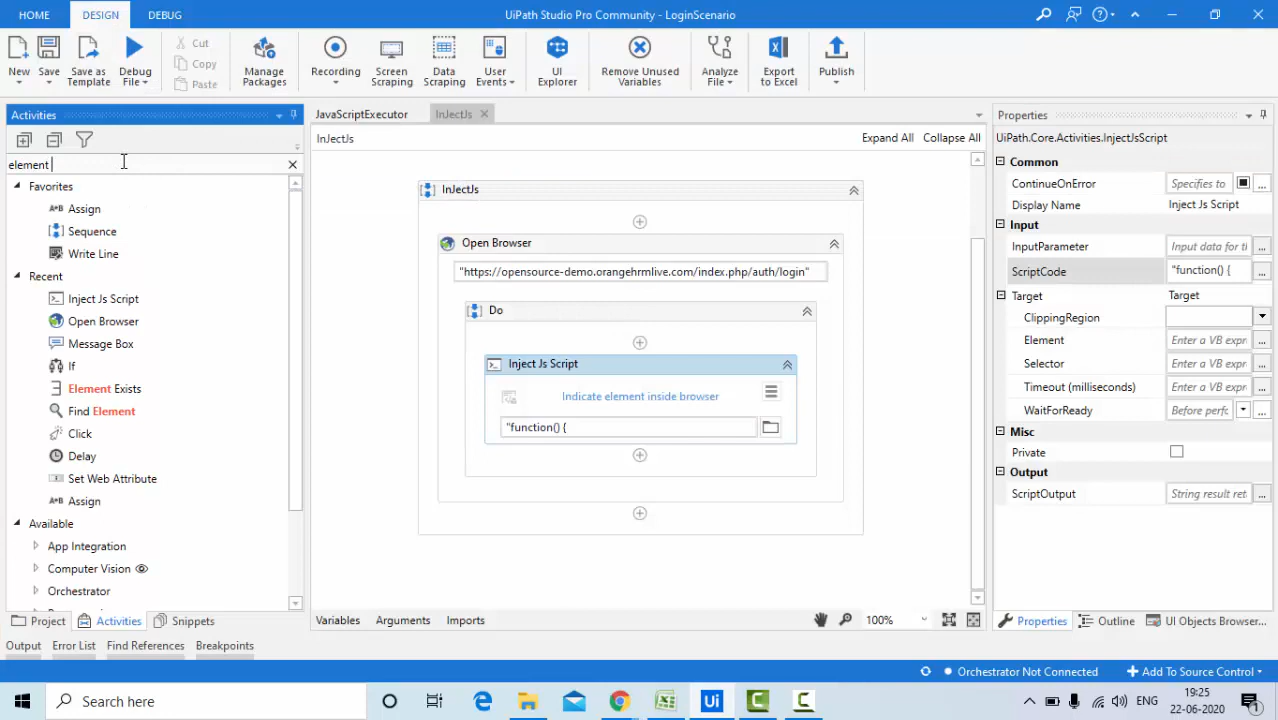 HOME DESIGN DEBUG UiPath Studio Pro Community - LoginScenario
New Save Save as Template Debug File Cut Copy Paste Manage Packages Recording Screen Scraping Data Scraping User Events UI Explorer Remove Unused Variables Analyze File Export to Excel Publish
Activities
element
Favorites
Assign
Sequence
Write Line
Recent
Inject Js Script
Open Browser
Message Box
If
Element Exists
Find Element
Click
Delay
Set Web Attribute
Assign
Available
App Integration
Computer Vision
Orchestrator
Project Activities Snippets
JavaScriptExecutor InjectJs
InJectJs Expand All Collapse All
InJectJs
Open Browser
"https://opensource-demo.orangehrmlive.com/index.php/auth/login"
Do
Inject Js Script
Indicate element inside browser
"function() {
Variables Arguments Imports 100%
Properties
UiPath.Core.Activities.InjectJsScript
Common
ContinueOnError Specifies to ...
Display Name Inject Js Script
Input
InputParameter Input data for tl ...
ScriptCode "function() { ...
Target Target
ClippingRegion
Element Enter a VB expr ...
Selector Enter a VB expr ...
Timeout (milliseconds) Enter a VB expr ...
WaitForReady Before perfc ...
Misc
Private
Output
ScriptOutput String result ret ...
Properties Outline UI Objects Browser...
Output Error List Find References Breakpoints
Orchestrator Not Connected Add To Source Control
Type here to search